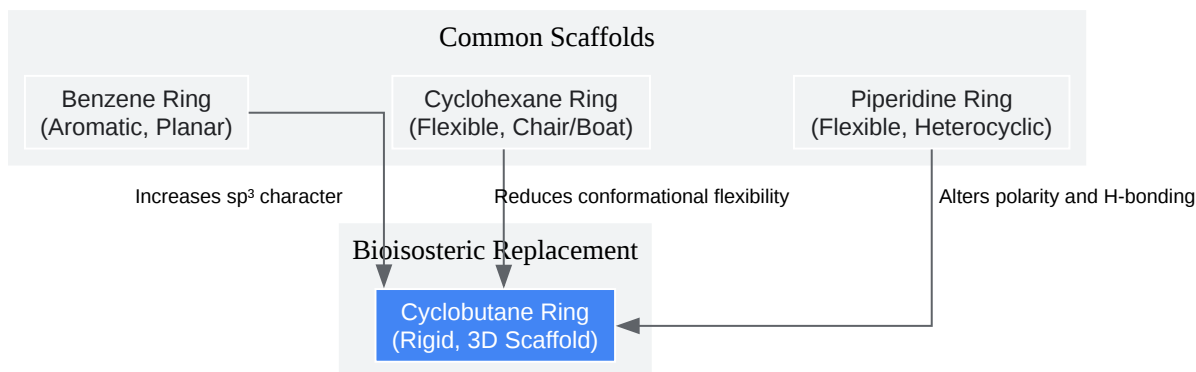 Common Scaffolds
Benzene Ring
(Aromatic, Planar)
Cyclohexane Ring
(Flexible, Chair/Boat)
Piperidine Ring
(Flexible, Heterocyclic)
Increases sp³ character
Reduces conformational flexibility
Alters polarity and H-bonding
Bioisosteric Replacement
Cyclobutane Ring
(Rigid, 3D Scaffold)